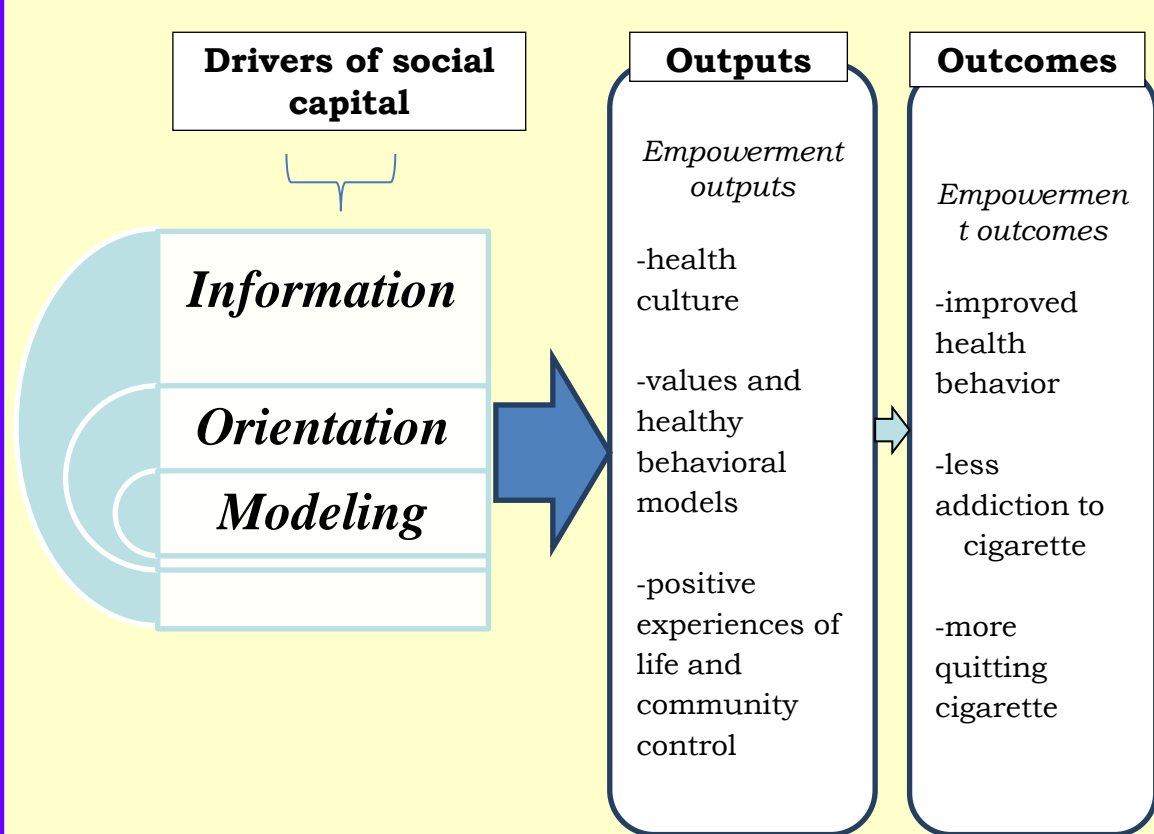 Drivers of social
capital
Information
Orientation
Modeling
Outputs
Empowerment
outputs
-health
culture
-values and
healthy
behavioral
models
-positive
experiences of
life and
community
control
Outcomes
Empowermen
t outcomes
-improved
health
behavior
-less
addiction to
cigarette
-more
quitting
cigarette